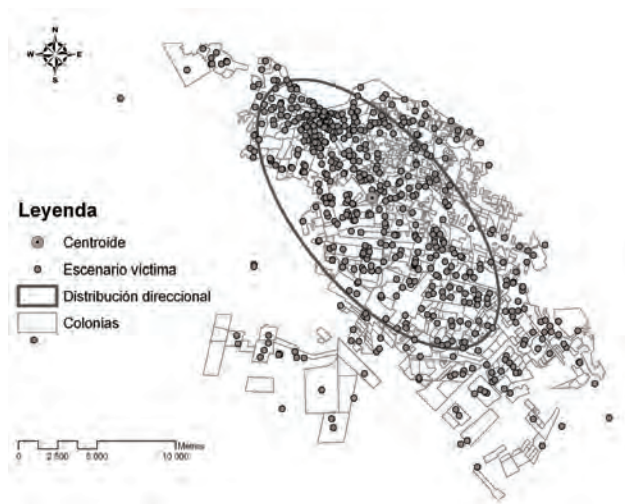 N
W E
S
Leyenda
Centroide
Escenario víctima
Distribución direccional
Colonias
Metros
0 2 500 5 000 10 000